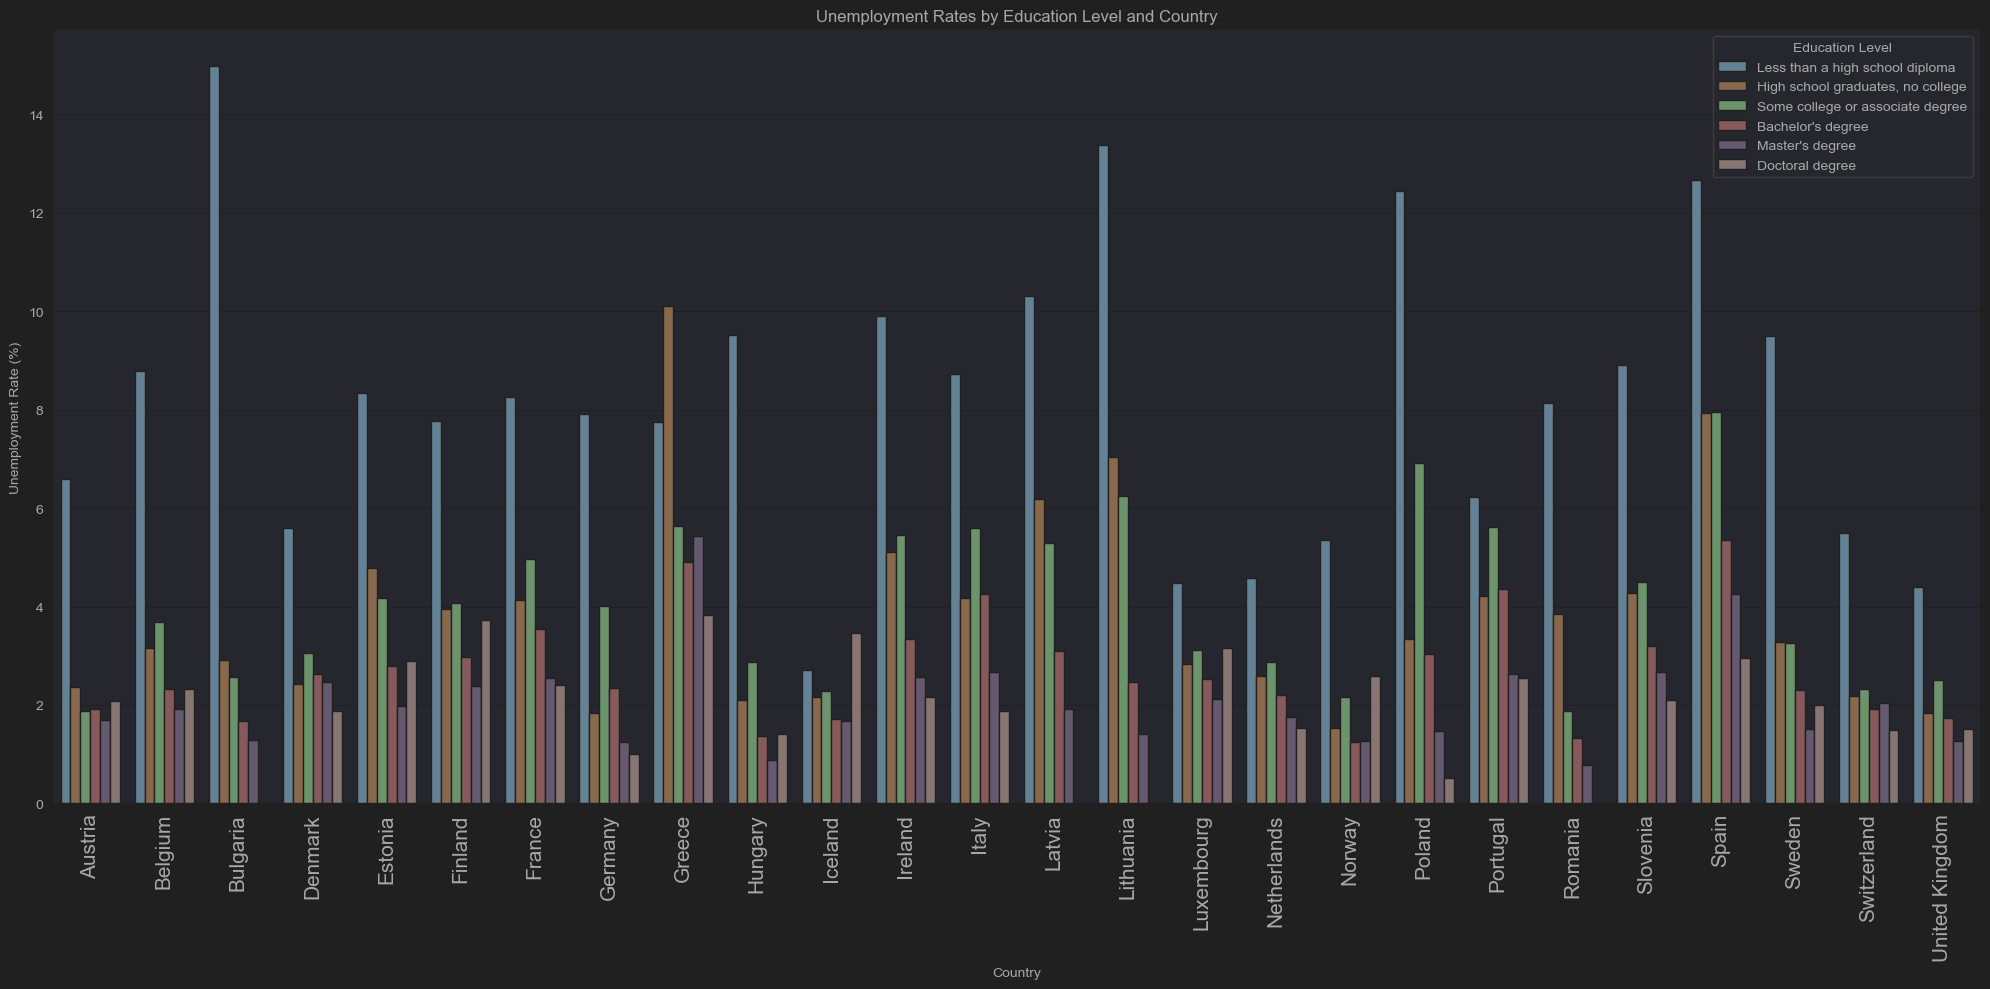 Unemployment Rates by Education Level and Country
Education Level
Less than a high school diploma
High school graduates, no college
Some college or associate degree
Bachelor's degree
Master's degree
Doctoral degree
Unemployment Rate (%)
14
12
10
8
6
4
2
0
Austria
Belgium
Bulgaria
Denmark
Estonia
Finland
France
Germany
Greece
Hungary
Iceland
Ireland
Italy
Latvia
Lithuania
Luxembourg
Netherlands
Norway
Poland
Portugal
Romania
Slovenia
Spain
Sweden
Switzerland
United Kingdom
Country